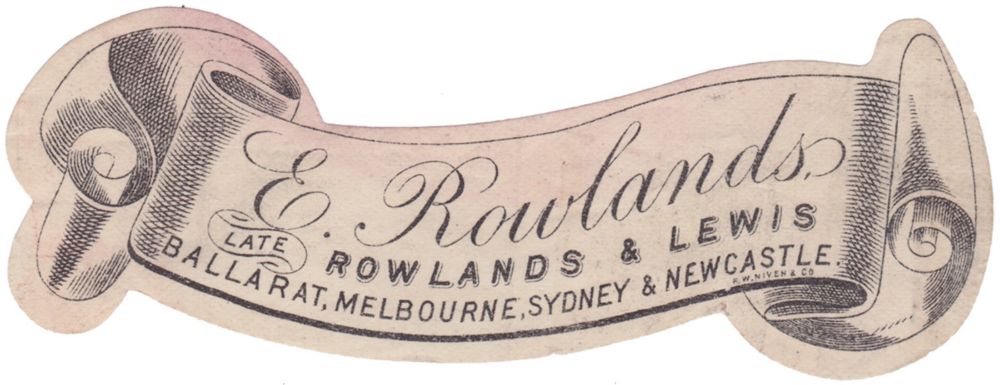 E. Rowlands,
LATE ROWLANDS & LEWIS
BALLARAT, MELBOURNE, SYDNEY & NEWCASTLE.
F.W. NIVEN & CO